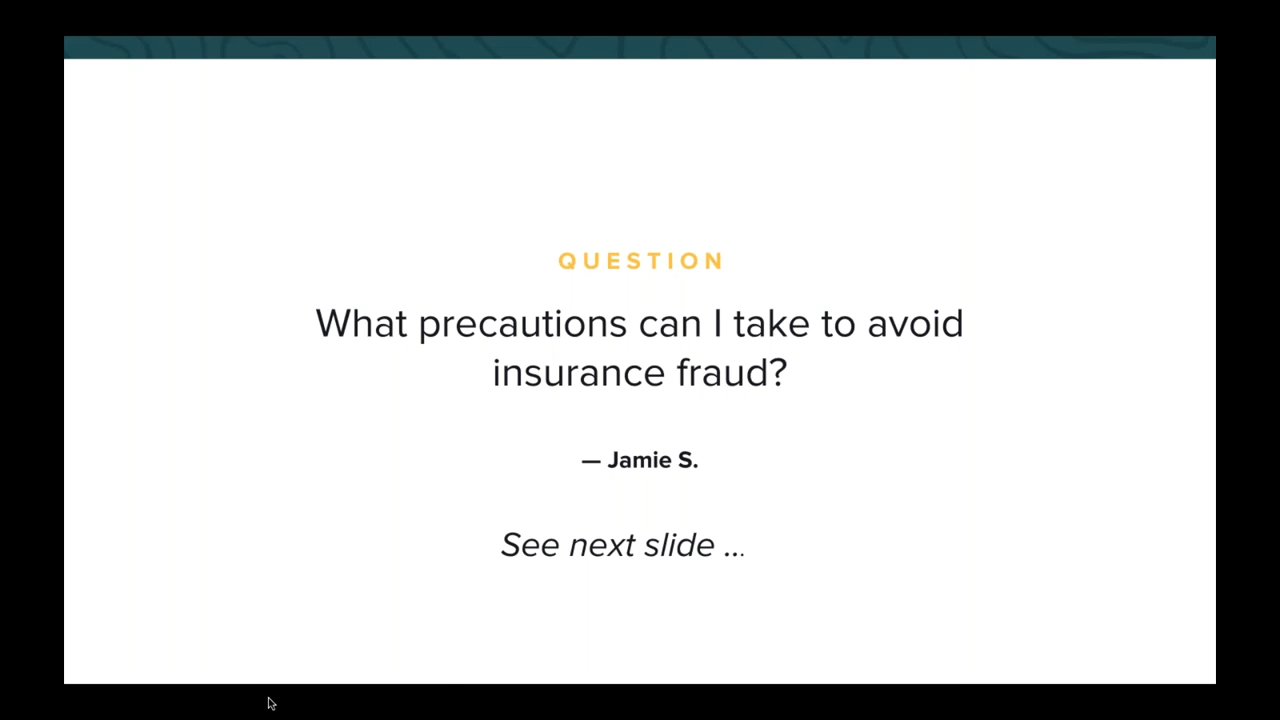 QUESTION
What precautions can I take to avoid
insurance fraud?
— Jamie S.
See next slide ...